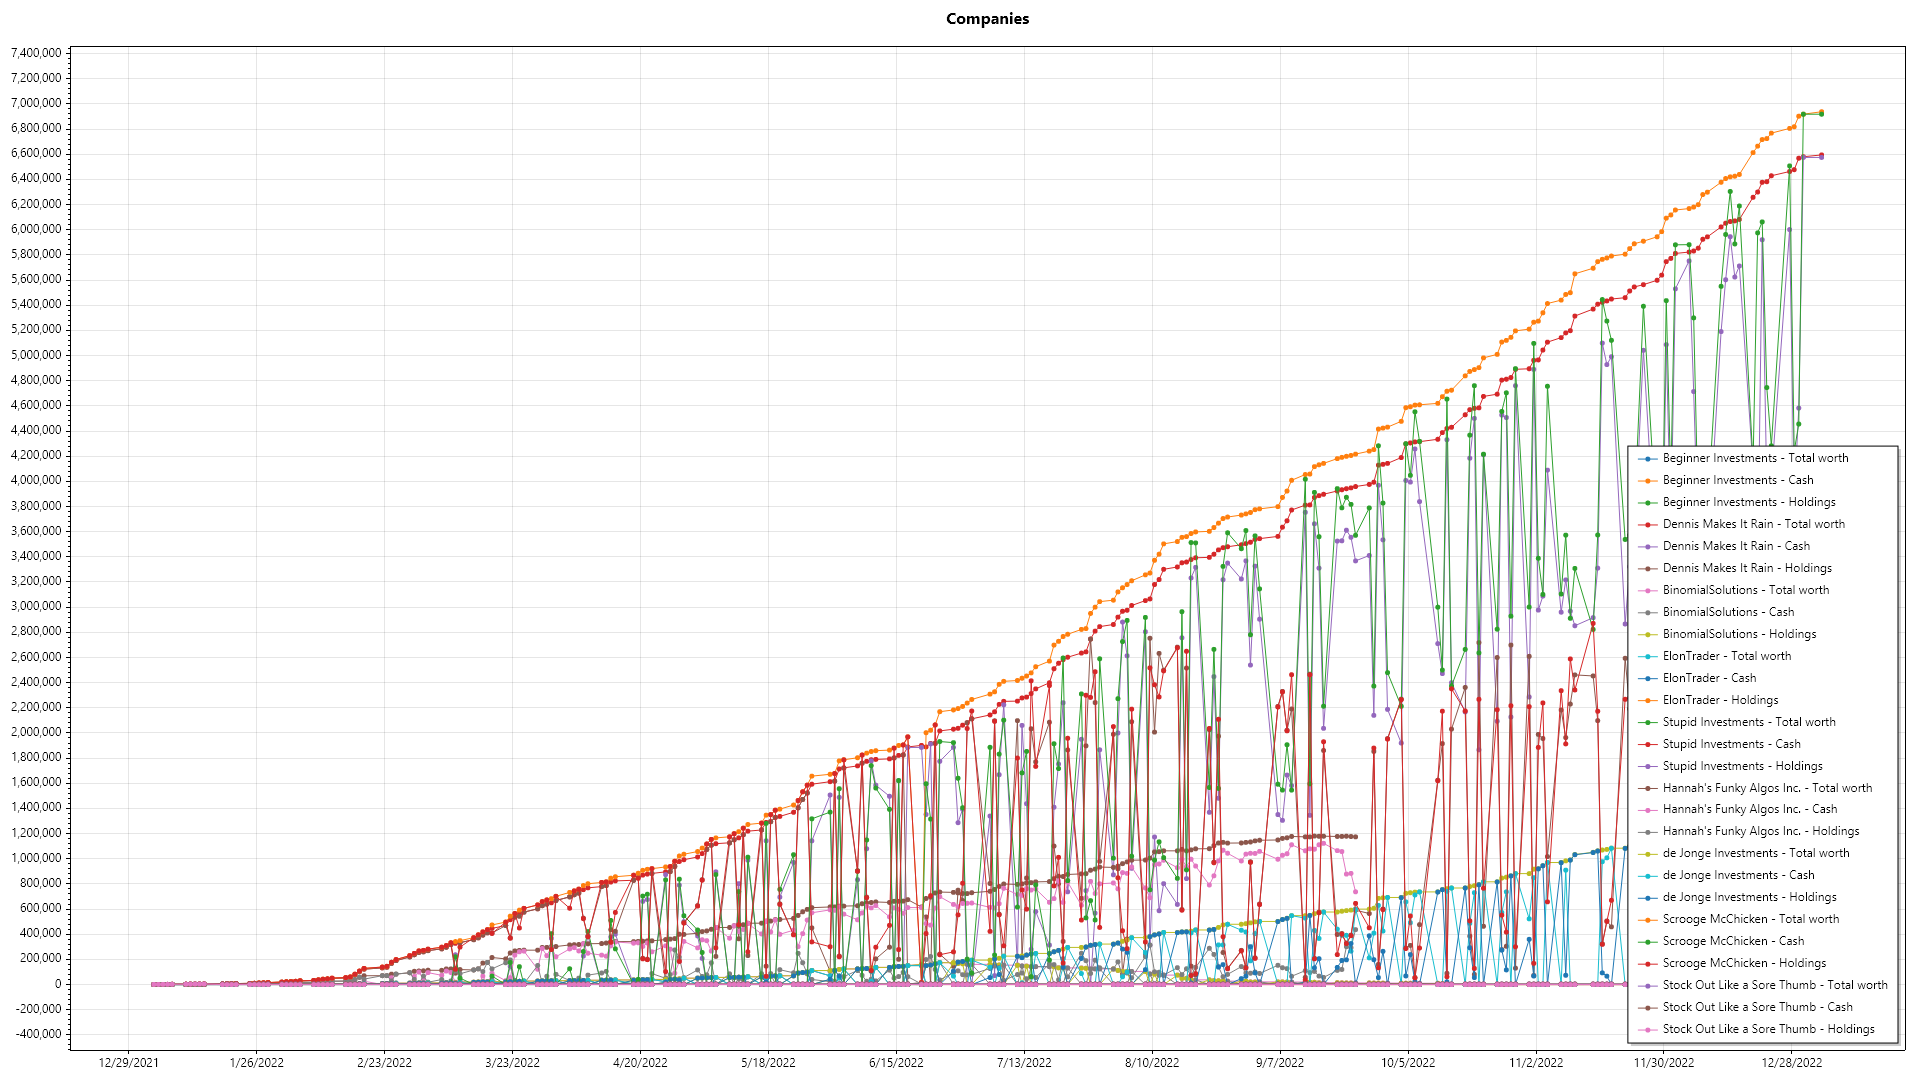 Companies
7,400,000
7,200,000
7,000,000
6,800,000
6,600,000
6,400,000
6,200,000
6,000,000
5,800,000
5,600,000
5,400,000
5,200,000
5,000,000
4,800,000
4,600,000
4,400,000
4,200,000
4,000,000
3,800,000
3,600,000
3,400,000
3,200,000
3,000,000
2,800,000
2,600,000
2,400,000
2,200,000
2,000,000
1,800,000
1,600,000
1,400,000
1,200,000
1,000,000
800,000
600,000
400,000
200,000
0
-200,000
-400,000
Beginner Investments - Total worth
Beginner Investments - Cash
Beginner Investments - Holdings
Dennis Makes It Rain - Total worth
Dennis Makes It Rain - Cash
Dennis Makes It Rain - Holdings
BinomialSolutions - Total worth
BinomialSolutions - Cash
BinomialSolutions - Holdings
ElonTrader - Total worth
ElonTrader - Cash
ElonTrader - Holdings
Stupid Investments - Total worth
Stupid Investments - Cash
Stupid Investments - Holdings
Hannah's Funky Algos Inc. - Total worth
Hannah's Funky Algos Inc. - Cash
Hannah's Funky Algos Inc. - Holdings
de Jonge Investments - Total worth
de Jonge Investments - Cash
de Jonge Investments - Holdings
Scrooge McChicken - Total worth
Scrooge McChicken - Cash
Scrooge McChicken - Holdings
Stock Out Like a Sore Thumb - Total worth
Stock Out Like a Sore Thumb - Cash
Stock Out Like a Sore Thumb - Holdings
12/29/2021 1/26/2022 2/23/2022 3/23/2022 4/20/2022 5/18/2022 6/15/2022 7/13/2022 8/10/2022 9/7/2022 10/5/2022 11/2/2022 11/30/2022 12/28/2022